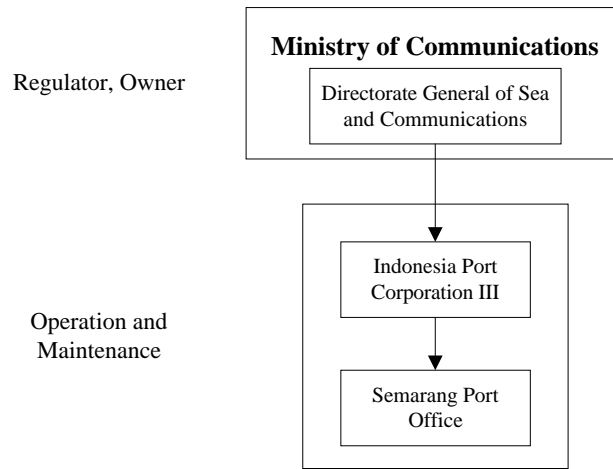 Ministry of Communications
Regulator, Owner
Directorate General of Sea
and Communications
Indonesia Port
Corporation III
Operation and
Maintenance
Semarang Port
Office